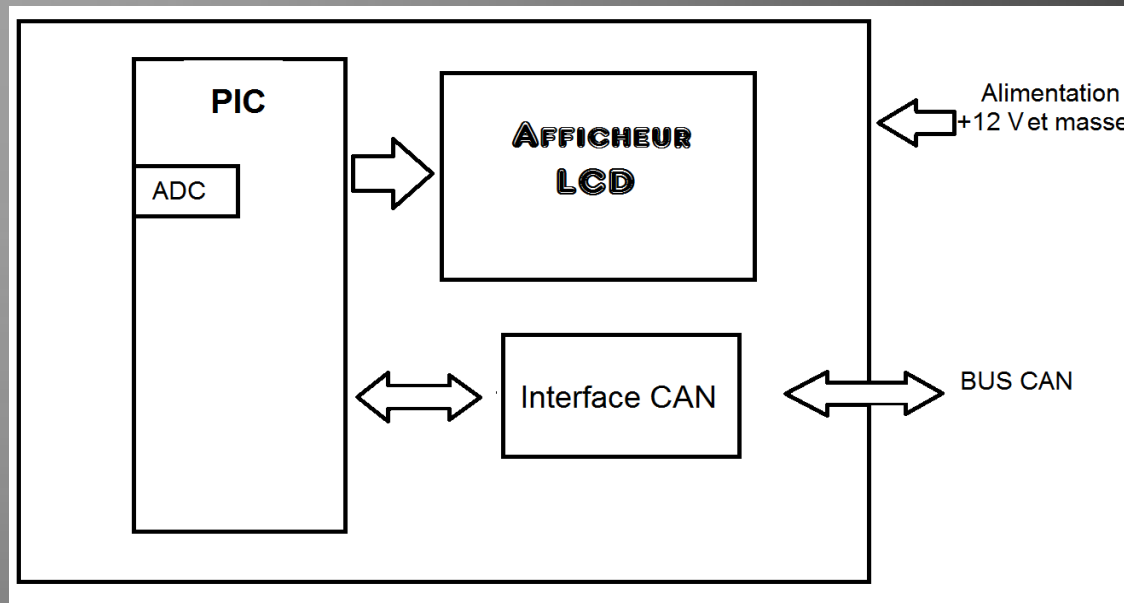 PIC
ADC
AFFICHEUR
LCD
Alimentation
+12 V et masse
Interface CAN
BUS CAN